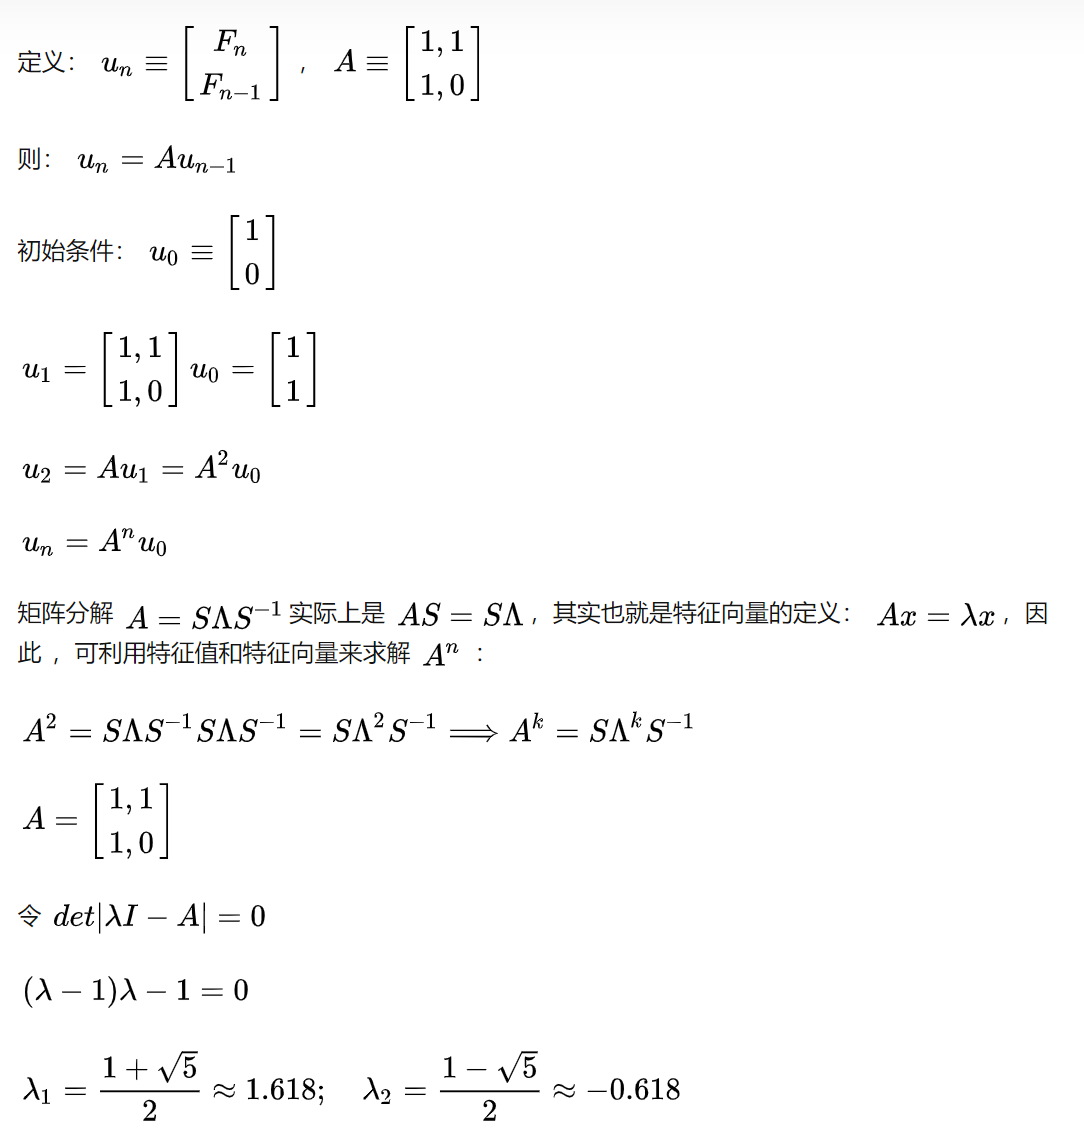 定义： $u_n \equiv \begin{bmatrix} F_n \\ F_{n-1} \end{bmatrix}$ ， $A \equiv \begin{bmatrix} 1,1 \\ 1,0 \end{bmatrix}$
则： $u_n = Au_{n-1}$
初始条件： $u_0 \equiv \begin{bmatrix} 1 \\ 0 \end{bmatrix}$
$u_1 = \begin{bmatrix} 1,1 \\ 1,0 \end{bmatrix} u_0 = \begin{bmatrix} 1 \\ 1 \end{bmatrix}$
$u_2 = Au_1 = A^2 u_0$
$u_n = A^n u_0$
矩阵分解 $A = S\Lambda S^{-1}$ 实际上是 $AS = S\Lambda$ ，其实也就是特征向量的定义： $Ax = \lambda x$ ，因
此 ，可利用特征值和特征向量来求解 $A^n$ ：
$A^2 = S\Lambda S^{-1} S\Lambda S^{-1} = S\Lambda^2 S^{-1} \Longrightarrow A^k = S\Lambda^k S^{-1}$
$A = \begin{bmatrix} 1,1 \\ 1,0 \end{bmatrix}$
令 $det|\lambda I - A| = 0$
$(\lambda - 1)\lambda - 1 = 0$
$\lambda_1 = \frac{1+\sqrt{5}}{2} \approx 1.618; \quad \lambda_2 = \frac{1-\sqrt{5}}{2} \approx -0.618$